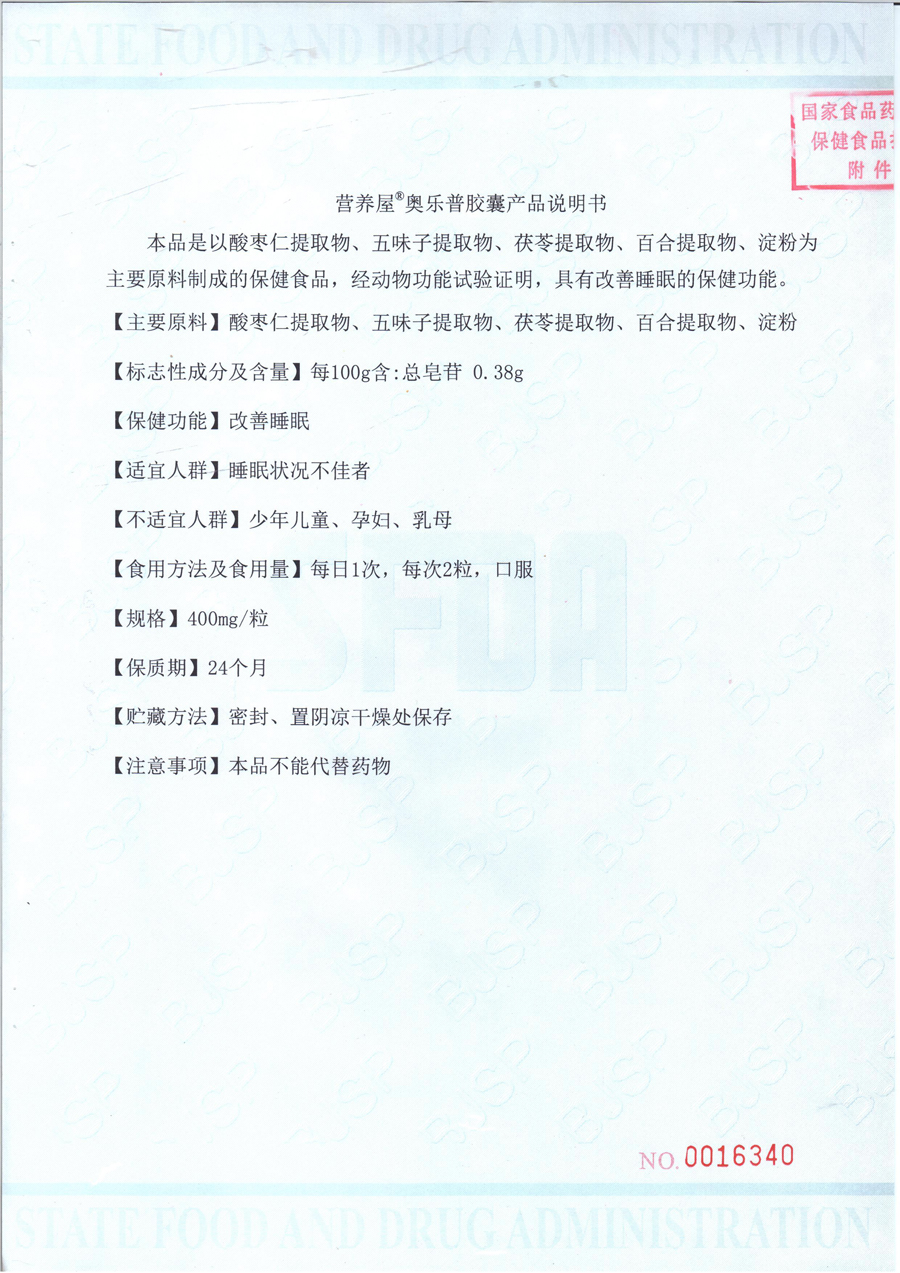 STATE FOOD AND DRUG ADMINISTRATION
国家食品药
保健食品
附件
营养屋®奥乐普胶囊产品说明书
本品是以酸枣仁提取物、五味子提取物、茯苓提取物、百合提取物、淀粉为
主要原料制成的保健食品，经动物功能试验证明，具有改善睡眠的保健功能。
【主要原料】酸枣仁提取物、五味子提取物、茯苓提取物、百合提取物、淀粉
【标志性成分及含量】每100g含:总皂苷 0.38g
【保健功能】改善睡眠
【适宜人群】睡眠状况不佳者
【不适宜人群】少年儿童、孕妇、乳母
【食用方法及食用量】每日1次，每次2粒，口服
【规格】400mg/粒
【保质期】24个月
【贮藏方法】密封、置阴凉干燥处保存
【注意事项】本品不能代替药物
SFDA
BJSP
NO.0016340
STATE FOOD AND DRUG ADMINISTRATION